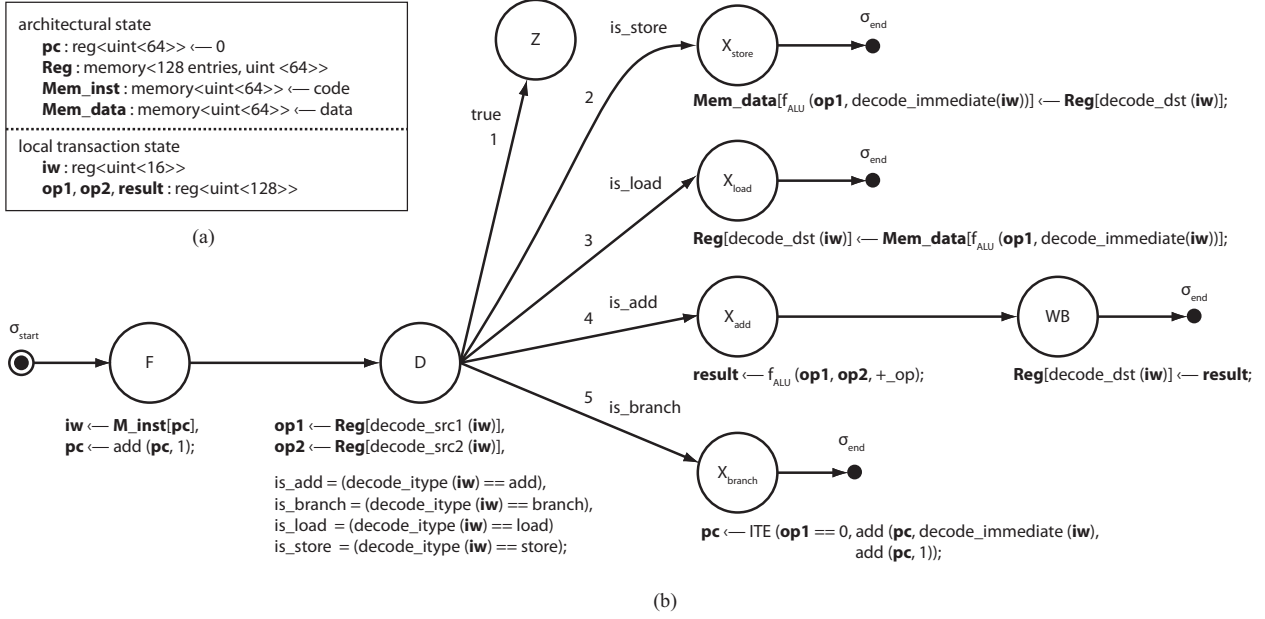 architectural state
pc : reg<uint<64>> ‹— 0
Reg : memory<128 entries, uint <64>>
Mem_inst : memory<uint<64>> ‹— code
Mem_data : memory<uint<64>> ‹— data
local transaction state
iw : reg<uint<16>>
op1, op2, result : reg<uint<128>>
(a)
Z
true
1
is_store
2
X_store
σ_end
Mem_data[f_ALU (op1, decode_immediate(iw))] ‹— Reg[decode_dst (iw)];
is_load
3
X_load
σ_end
Reg[decode_dst (iw)] ‹— Mem_data[f_ALU (op1, decode_immediate(iw))];
is_add
4
X_add
WB
σ_end
result ‹— f_ALU (op1, op2, +_op);
Reg[decode_dst (iw)] ‹— result;
σ_start
F
D
iw ‹— M_inst[pc],
pc ‹— add (pc, 1);
op1 ‹— Reg[decode_src1 (iw)],
op2 ‹— Reg[decode_src2 (iw)],
is_add = (decode_itype (iw) == add),
is_branch = (decode_itype (iw) == branch),
is_load = (decode_itype (iw) == load)
is_store = (decode_itype (iw) == store);
5
is_branch
X_branch
σ_end
pc ‹— ITE (op1 == 0, add (pc, decode_immediate (iw),
add (pc, 1));
(b)